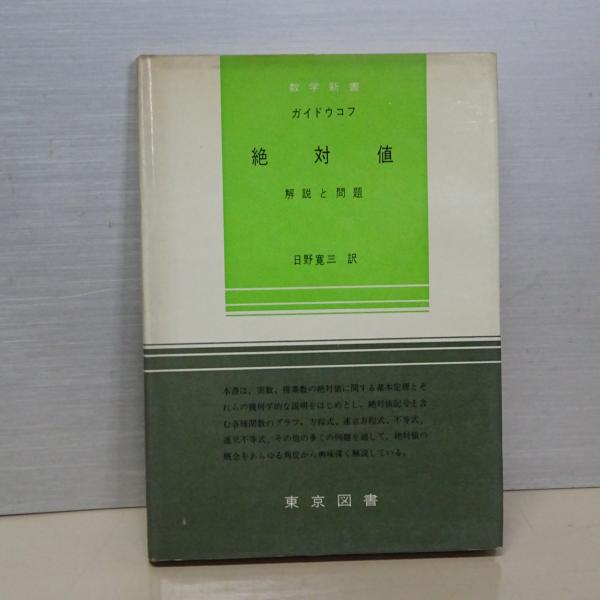 数学新書
ガイドゥコフ
絶対値
解説と問題
日野寛三 訳
本書は、実数、複素数の絶対値に関する基本定理とそ
れらの幾何学的な説明をはじめとし、絶対値記号を含
む各種関数のグラフ、方程式、連立方程式、不等式、
連立不等式、その他の多くの例題を通して、絶対値の
概念をあらゆる角度から興味深く解説している。
東京図書